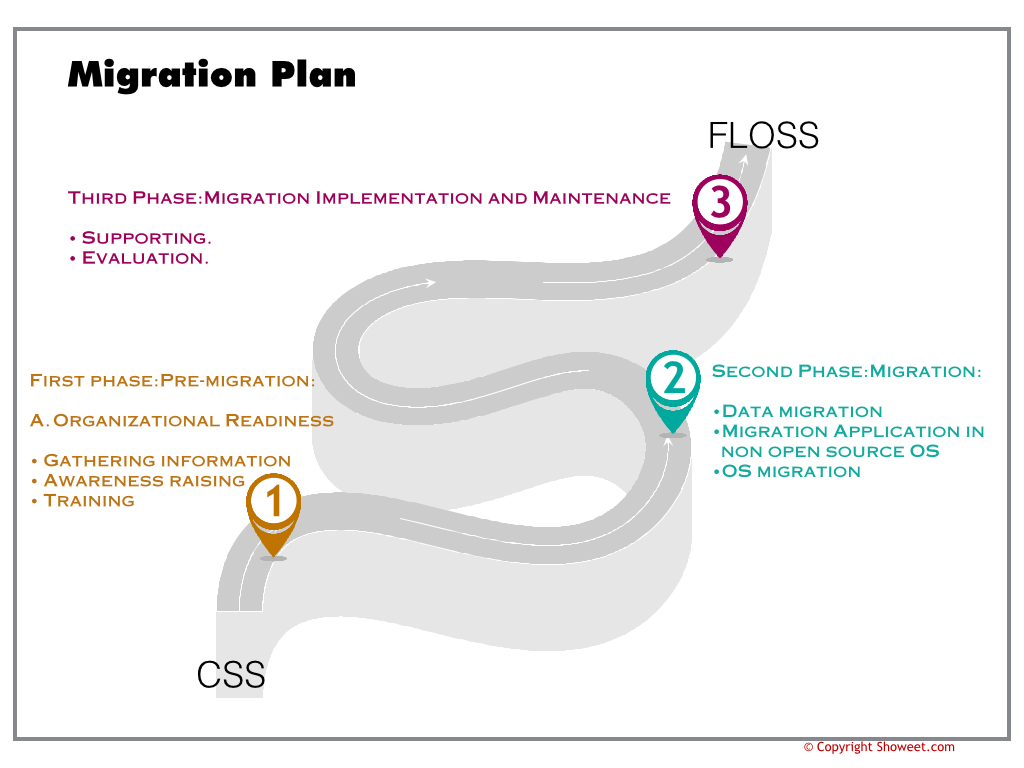 Migration Plan
FLOSS
Third Phase:Migration Implementation and Maintenance
• Supporting.
• Evaluation.
3
First phase:Pre-migration:
A. Organizational Readiness
• Gathering information
• Awareness raising
• Training
1
2
Second Phase:Migration:
•Data migration
•Migration Application in
non open source OS
•OS migration
CSS
© Copyright Showeet.com